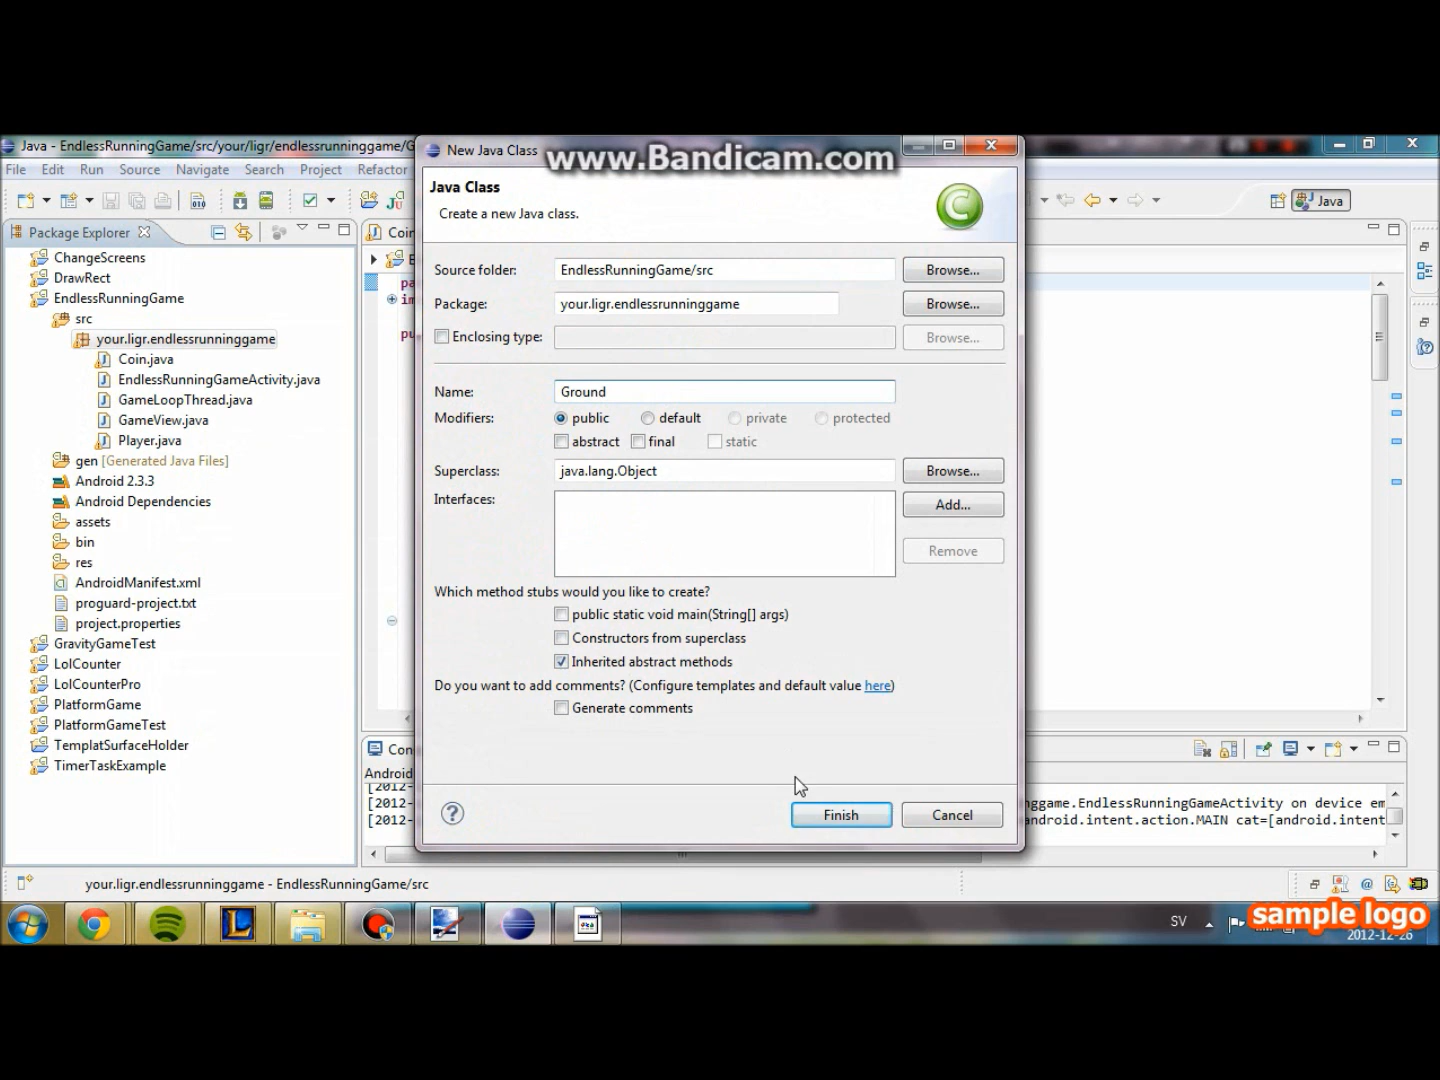 Java - EndlessRunningGame/src/your/ligr/endlessrunninggame/G
New Java Class
www.Bandicam.com
File Edit Run Source Navigate Search Project Refactor
Java Class
Create a new Java class.
Java
Package Explorer
Coin
ChangeScreens
DrawRect
EndlessRunningGame
src
your.ligr.endlessrunninggame
Coin.java
EndlessRunningGameActivity.java
GameLoopThread.java
GameView.java
Player.java
gen [Generated Java Files]
Android 2.3.3
Android Dependencies
assets
bin
res
AndroidManifest.xml
proguard-project.txt
project.properties
GravityGameTest
LolCounter
LolCounterPro
PlatformGame
PlatformGameTest
TemplatSurfaceHolder
TimerTaskExample
Source folder: EndlessRunningGame/src Browse...
Package: your.ligr.endlessrunninggame Browse...
Enclosing type: Browse...
Name: Ground
Modifiers: public default private protected
abstract final static
Superclass: java.lang.Object Browse...
Interfaces: Add...
Remove
Which method stubs would you like to create?
public static void main(String[] args)
Constructors from superclass
Inherited abstract methods
Do you want to add comments? (Configure templates and default value here)
Generate comments
Finish Cancel
Con
Android
[2012-
[2012- nggame.EndlessRunningGameActivity on device em
[2012- android.intent.action.MAIN cat=[android.intent
your.ligr.endlessrunninggame - EndlessRunningGame/src
SV
sample logo
2012-12-26